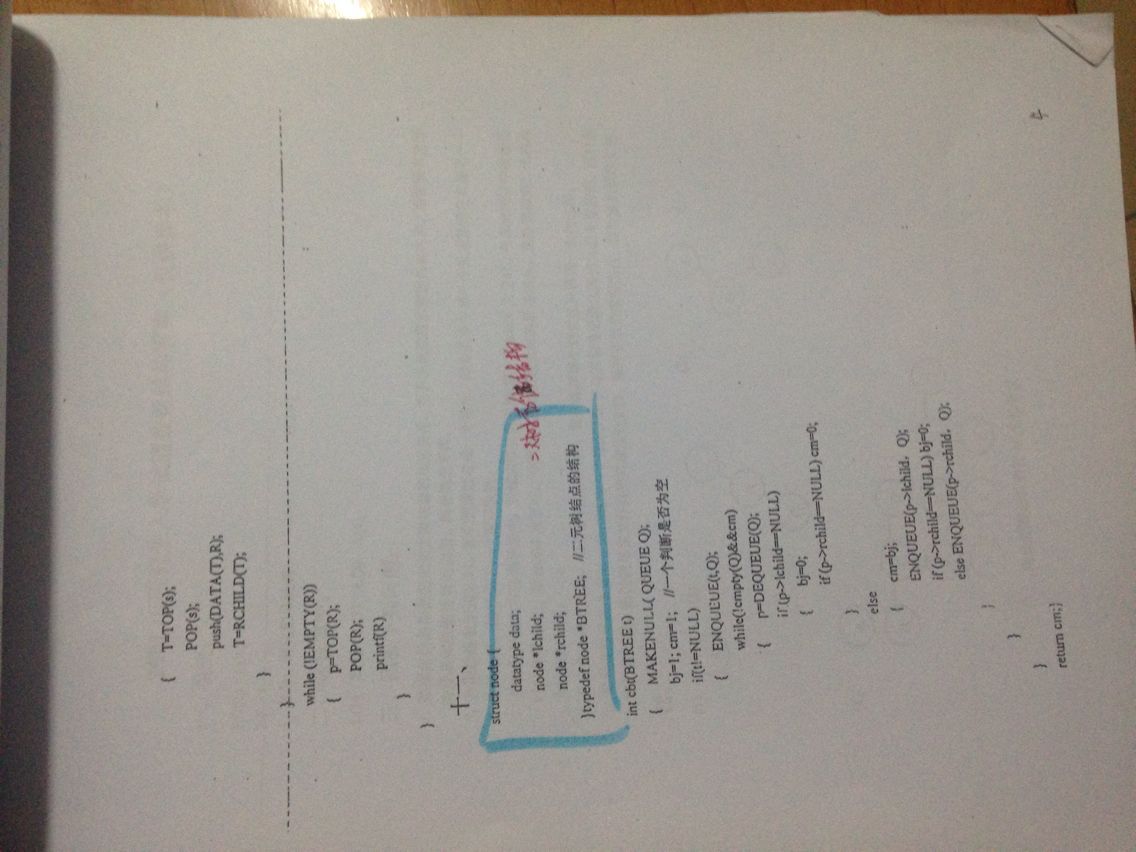 { T=TOP(s);
POP(s);
push(DATA(T),R);
T=RCHILD(T);
}
}
while (!EMPTY(R))
{ p=TOP(R);
POP(R);
printf(R)
}
}
十一、
struct node {
datatype data;
node *lchild;
node *rchild;
}typedef node *BTREE; //二元树结点的结构
二树存储结构
int cbt(BTREE t)
{ MAKENULL( QUEUE Q);
bj=1; cm=1; //一个判断是否为空
if(t!=NULL)
{ ENQUEUE(t,Q);
while(!empty(Q)&&cm)
{ p=DEQUEUE(Q);
if (p->lchild==NULL)
{ bj=0;
if (p->rchild==NULL) cm=0;
}
else
{ cm=bj;
ENQUEUE(p->lchild, Q);
if (p->rchild==NULL) bj=0;
else ENQUEUE(p->rchild, Q);
}
}
}
return cm;}
4